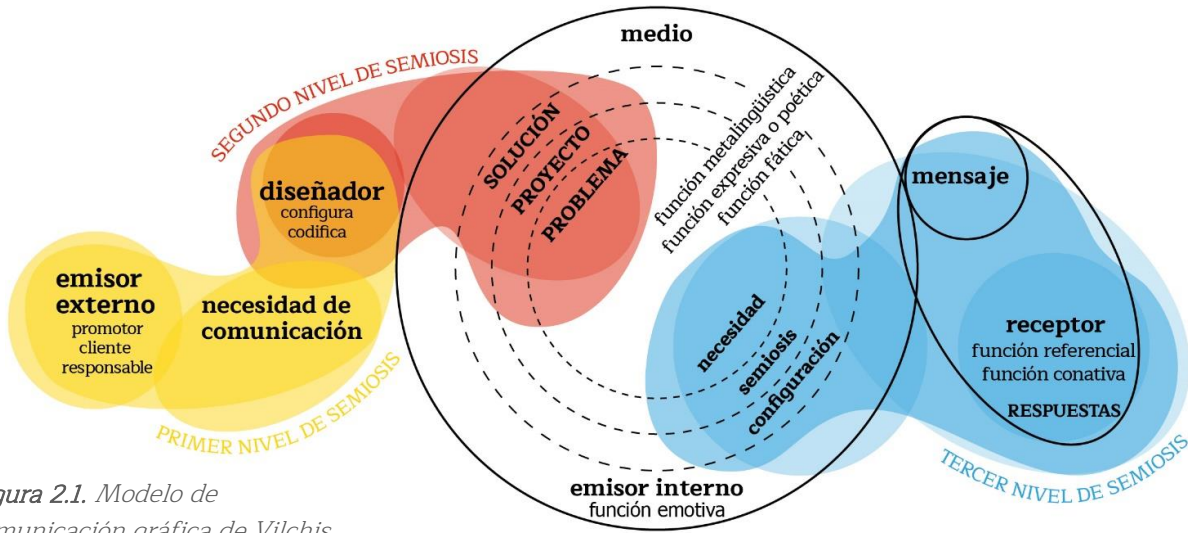 SEGUNDO NIVEL DE SEMIOSIS
medio
SOLUCIÓN
PROYECTO
PROBLEMA
función metalingüística
función expresiva o poética
función fática
diseñador
configura
codifica
mensaje
emisor
externo
promotor
cliente
responsable
necesidad de
comunicación
PRIMER NIVEL DE SEMIOSIS
necesidad
semiosis
configuración
receptor
función referencial
función conativa
RESPUESTAS
TERCER NIVEL DE SEMIOSIS
emisor interno
función emotiva
gura 2.1. Modelo de
municación gráfica de Vilchis